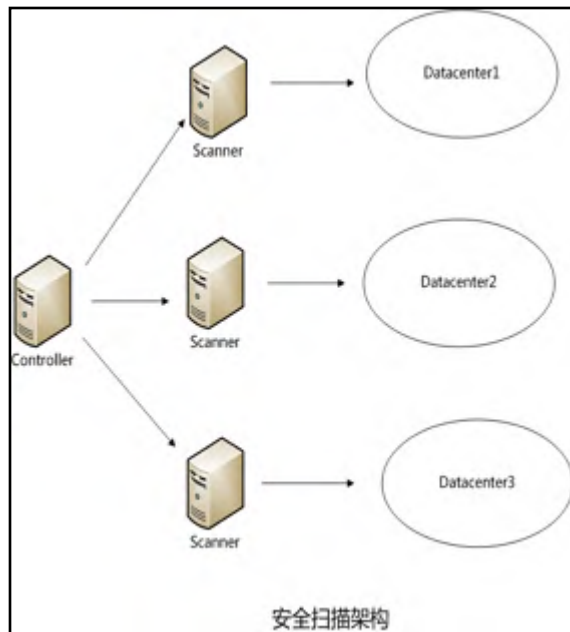 Datacenter1
Scanner
Datacenter2
Scanner
Controller
Datacenter3
Scanner
安全扫描架构